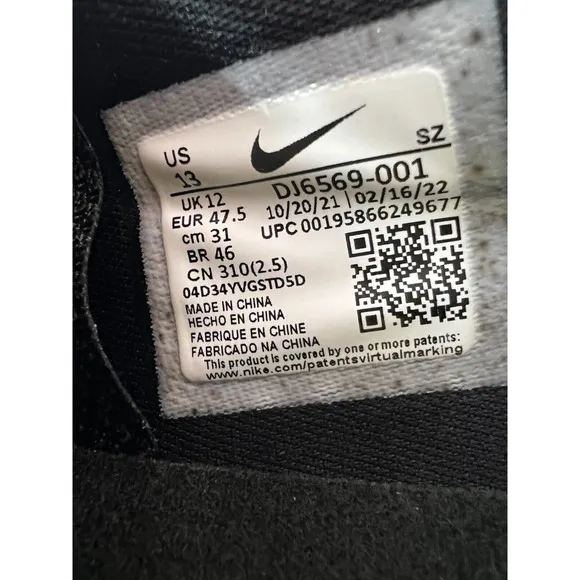 US SZ
13
UK 12 DJ6569-001
EUR 47.5 10/20/21 | 02/16/22
cm 31 UPC 00195866249677
BR 46
CN 310(2.5)
04D34YVGSTD5D
MADE IN CHINA
HECHO EN CHINA
FABRIQUE EN CHINE
FABRICADO NA CHINA
This product is covered by one or more patents:
www.nike.com/patentsvirtualmarking